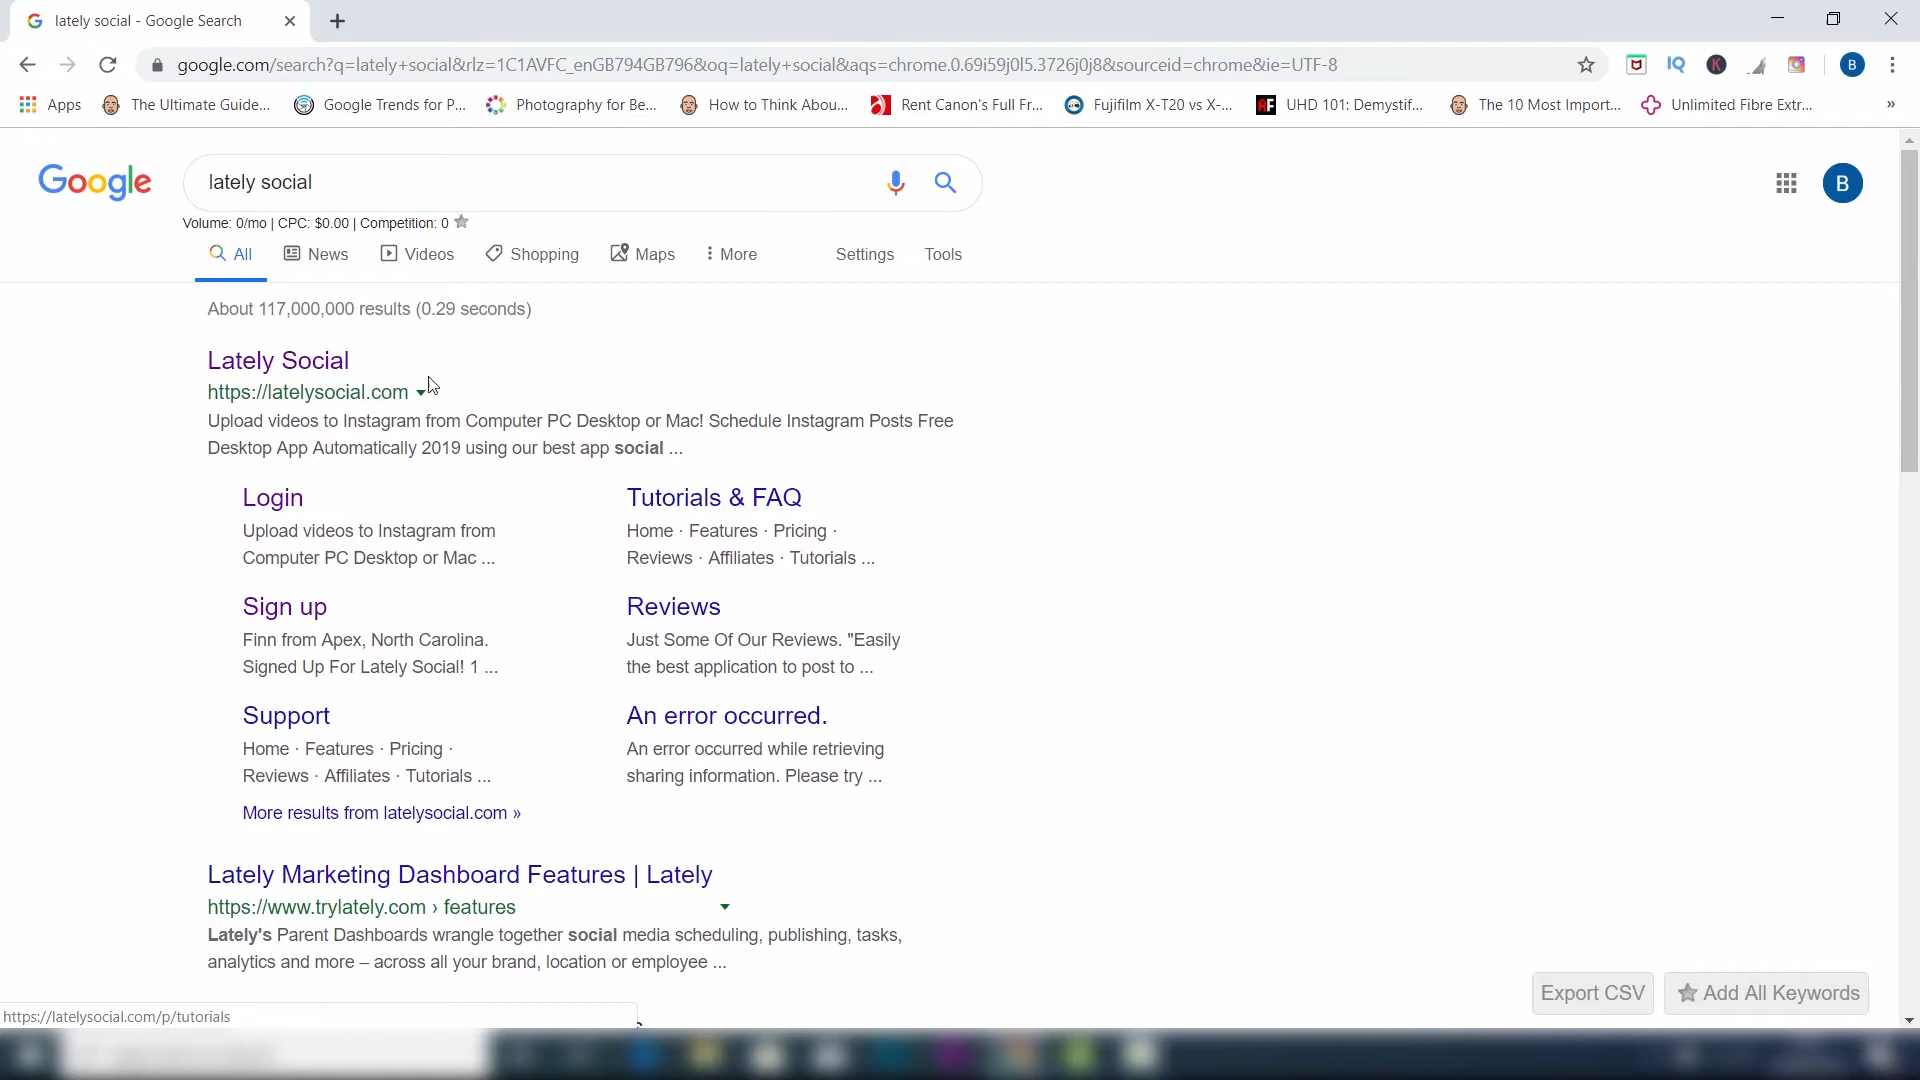 lately social - Google Search
google.com/search?q=lately+social&rlz=1C1AVFC_enGB794GB796&oq=lately+social&aqs=chrome.0.69i59j0l5.3726j0j8&sourceid=chrome&ie=UTF-8
IQ
K
B
Apps
The Ultimate Guide...
Google Trends for P...
Photography for Be...
How to Think Abou...
Rent Canon's Full Fr...
Fujifilm X-T20 vs X-...
AF
UHD 101: Demystif...
The 10 Most Import...
Unlimited Fibre Extr...
»
Google
lately social
B
Volume: 0/mo | CPC: $0.00 | Competition: 0
All
News
Videos
Shopping
Maps
More
Settings
Tools
About 117,000,000 results (0.29 seconds)
Lately Social
https://latelysocial.com
Upload videos to Instagram from Computer PC Desktop or Mac! Schedule Instagram Posts Free
Desktop App Automatically 2019 using our best app social ...
Login
Upload videos to Instagram from
Computer PC Desktop or Mac ...
Tutorials & FAQ
Home · Features · Pricing ·
Reviews · Affiliates · Tutorials ...
Sign up
Finn from Apex, North Carolina.
Signed Up For Lately Social! 1 ...
Reviews
Just Some Of Our Reviews. "Easily
the best application to post to ...
Support
Home · Features · Pricing ·
Reviews · Affiliates · Tutorials ...
An error occurred.
An error occurred while retrieving
sharing information. Please try ...
More results from latelysocial.com »
Lately Marketing Dashboard Features | Lately
https://www.trylately.com › features
Lately's Parent Dashboards wrangle together social media scheduling, publishing, tasks,
analytics and more – across all your brand, location or employee ...
Export CSV
Add All Keywords
https://latelysocial.com/p/tutorials